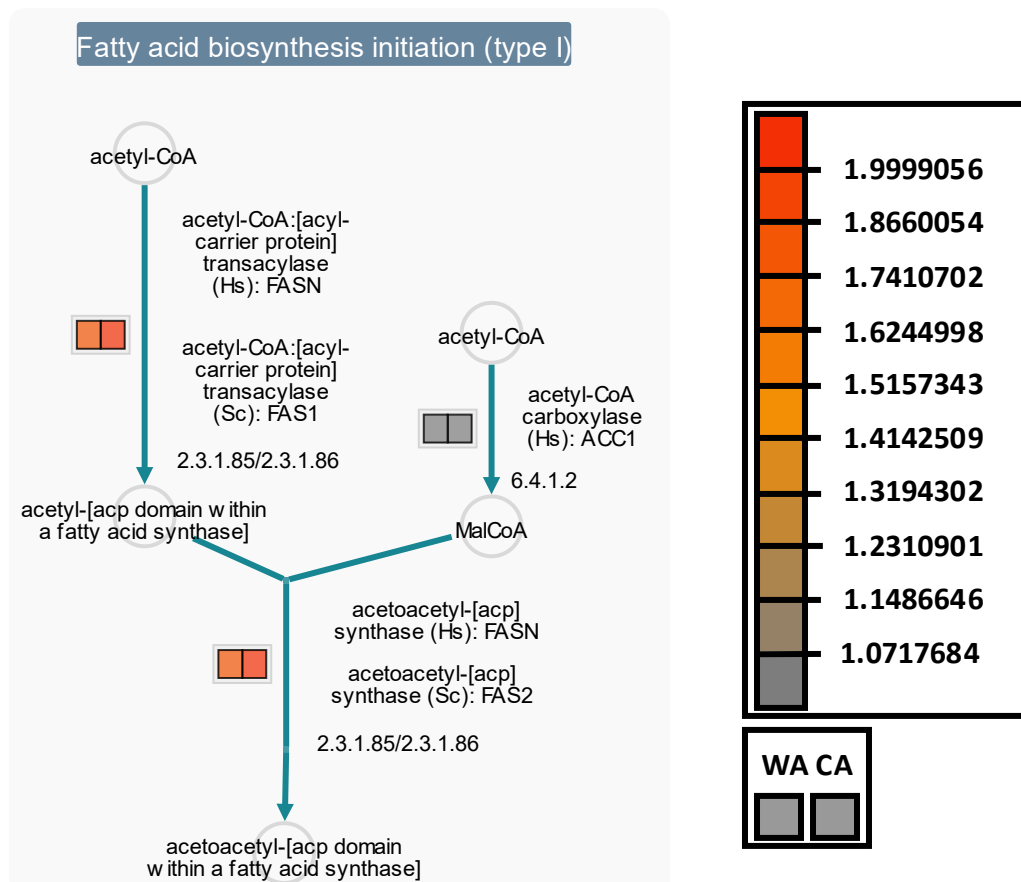 Fatty acid biosynthesis initiation (type I)
acetyl-CoA
acetyl-CoA:[acyl-
carrier protein]
transacylase
(Hs): FASN
acetyl-CoA:[acyl-
carrier protein]
transacylase
(Sc): FAS1
2.3.1.85/2.3.1.86
acetyl-CoA
acetyl-CoA
carboxylase
(Hs): ACC1
6.4.1.2
acetyl-[acp domain within
a fatty acid synthase]
MalCoA
acetoacetyl-[acp]
synthase (Hs): FASN
acetoacetyl-[acp]
synthase (Sc): FAS2
2.3.1.85/2.3.1.86
acetoacetyl-[acp domain
within a fatty acid synthase]
1.9999056
1.8660054
1.7410702
1.6244998
1.5157343
1.4142509
1.3194302
1.2310901
1.1486646
1.0717684
WA CA